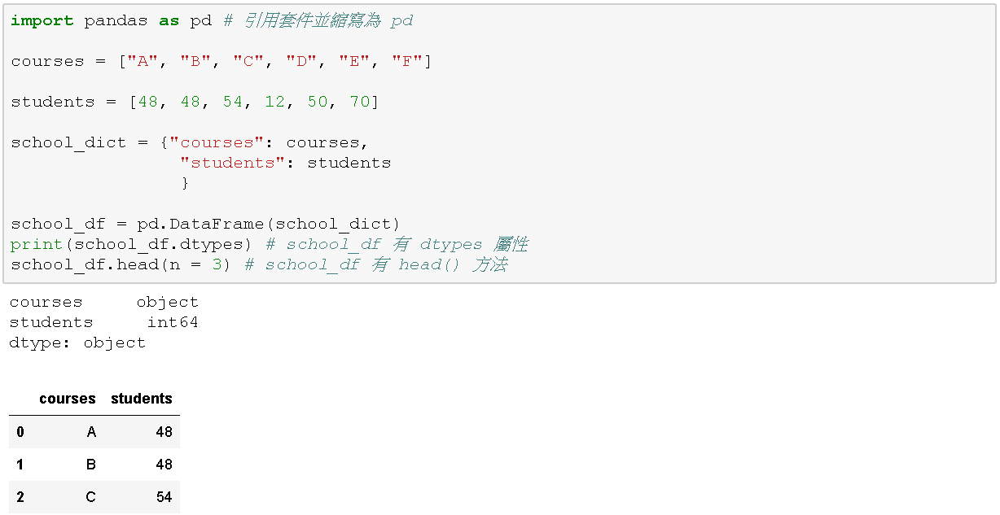 import pandas as pd # 引用套件並縮寫為 pd
courses = ["A", "B", "C", "D", "E", "F"]
students = [48, 48, 54, 12, 50, 70]
school_dict = {"courses": courses,
"students": students
}
school_df = pd.DataFrame(school_dict)
print(school_df.dtypes) # school_df 有 dtypes 屬性
school_df.head(n = 3) # school_df 有 head() 方法
courses object
students int64
dtype: object
courses students
0 A 48
1 B 48
2 C 54